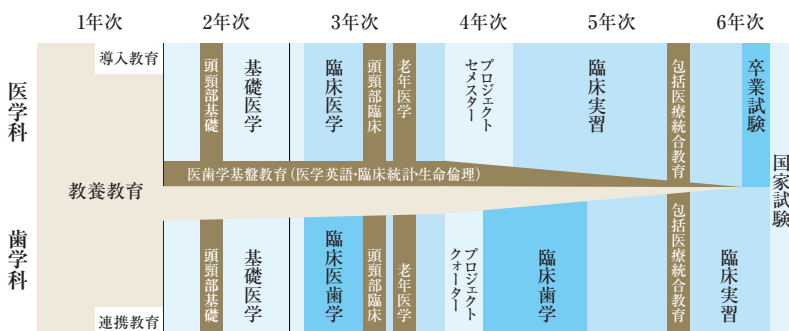 1年次
2年次
3年次
4年次
5年次
6年次
医学科
導入教育
頭頸部基礎
基礎医学
臨床医学
頭頸部臨床
老年医学
プロジェクト
セメスター
臨床実習
包括医療統合教育
卒業試験
国家試験
医歯学基盤教育(医学英語・臨床統計・生命倫理)
教養教育
歯学科
連携教育
頭頸部基礎
基礎医学
臨床医歯学
頭頸部臨床
老年医学
プロジェクト
クォーター
臨床歯学
包括医療統合教育
臨床実習